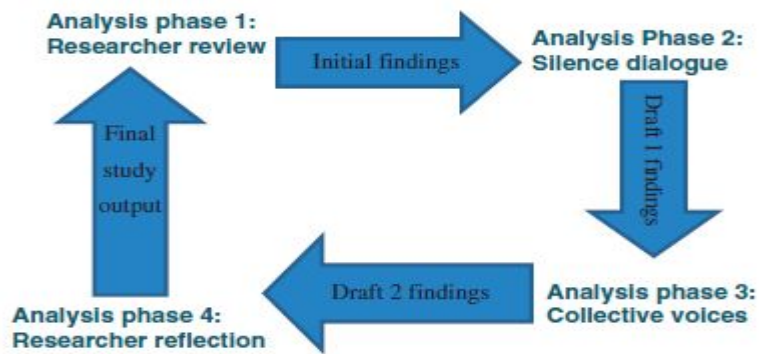 Analysis phase 1:
Researcher review
Initial findings
Analysis Phase 2:
Silence dialogue
Draft 1 findings
Analysis phase 3:
Collective voices
Draft 2 findings
Analysis phase 4:
Researcher reflection
Final
study
output